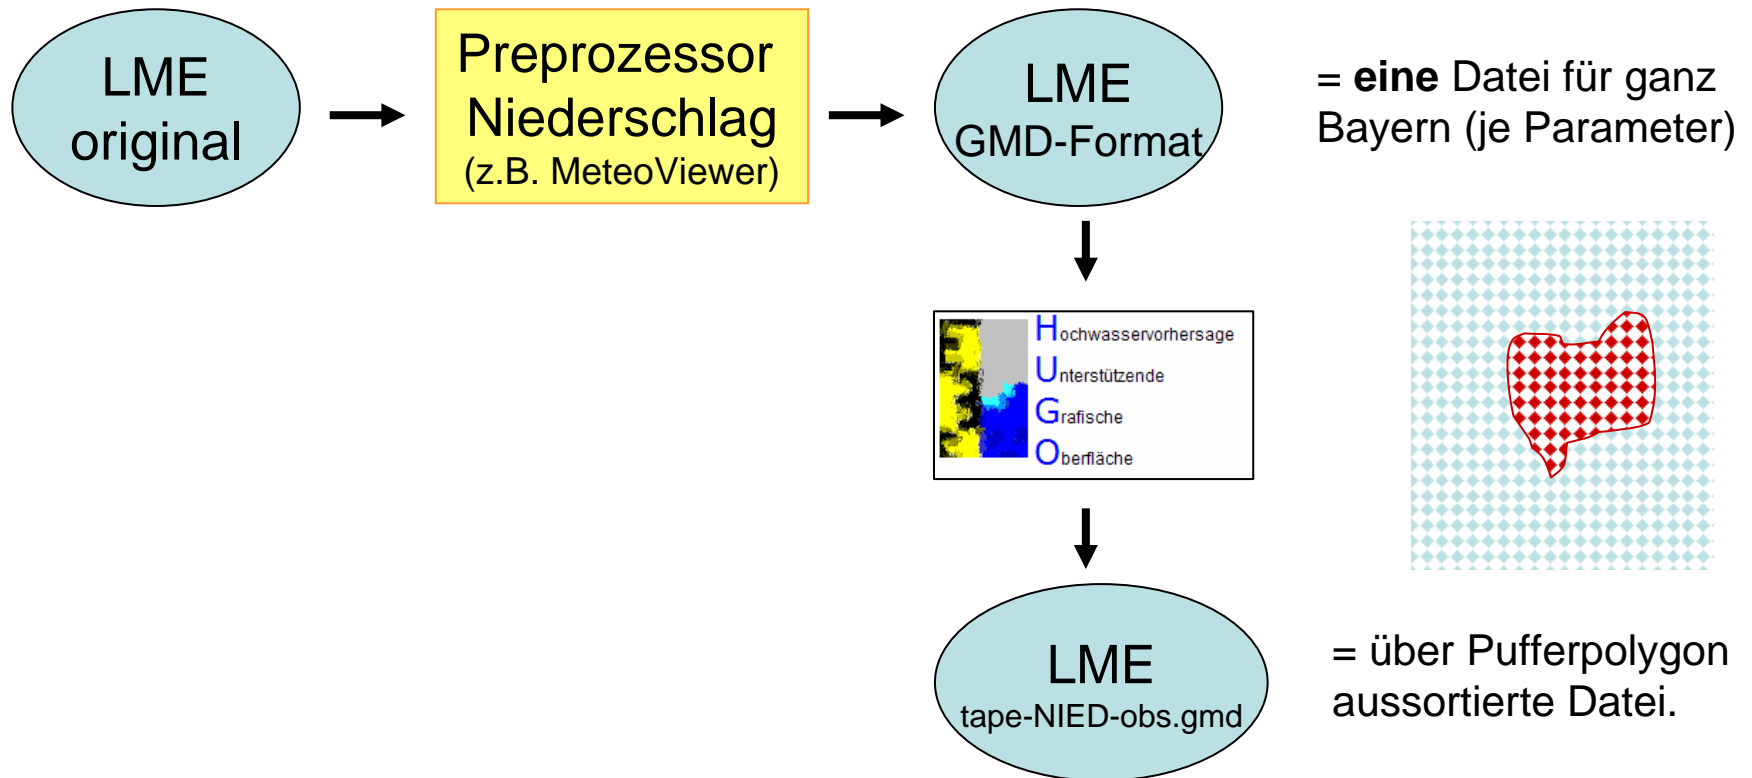 LME
original
Preprozessor
Niederschlag
(z.B. MeteoViewer)
LME
GMD-Format
= eine Datei für ganz
Bayern (je Parameter)
Hochwasservorhersage
Unterstützende
Grafische
Oberfläche
LME
tape-NIED-obs.gmd
= über Pufferpolygon
aussortierte Datei.